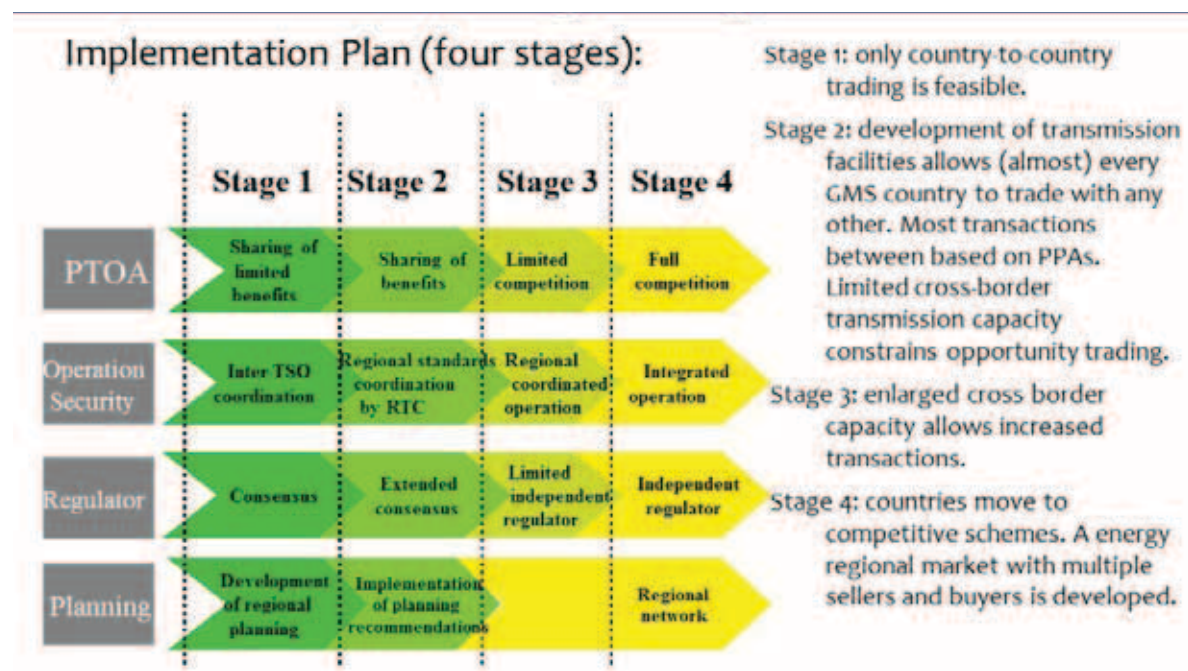 Implementation Plan (four stages):
Stage 1
Stage 2
Stage 3
Stage 4
PTOA
Sharing of
limited
benefits
Sharing of
benefits
Limited
competition
Full
competition
Operation
Security
Inter TSO
coordination
Regional standards
coordination
by RTC
Regional
coordinated
operation
Integrated
operation
Regulator
Consensus
Extended
consensus
Limited
independent
regulator
Independent
regulator
Planning
Development
of regional
planning
Implementation
of planning
recommendations
Regional
network
Stage 1: only country-to-country
trading is feasible.
Stage 2: development of transmission
facilities allows (almost) every
GMS country to trade with any
other. Most transactions
between based on PPAs.
Limited cross-border
transmission capacity
constrains opportunity trading.
Stage 3: enlarged cross border
capacity allows increased
transactions.
Stage 4: countries move to
competitive schemes. A energy
regional market with multiple
sellers and buyers is developed.